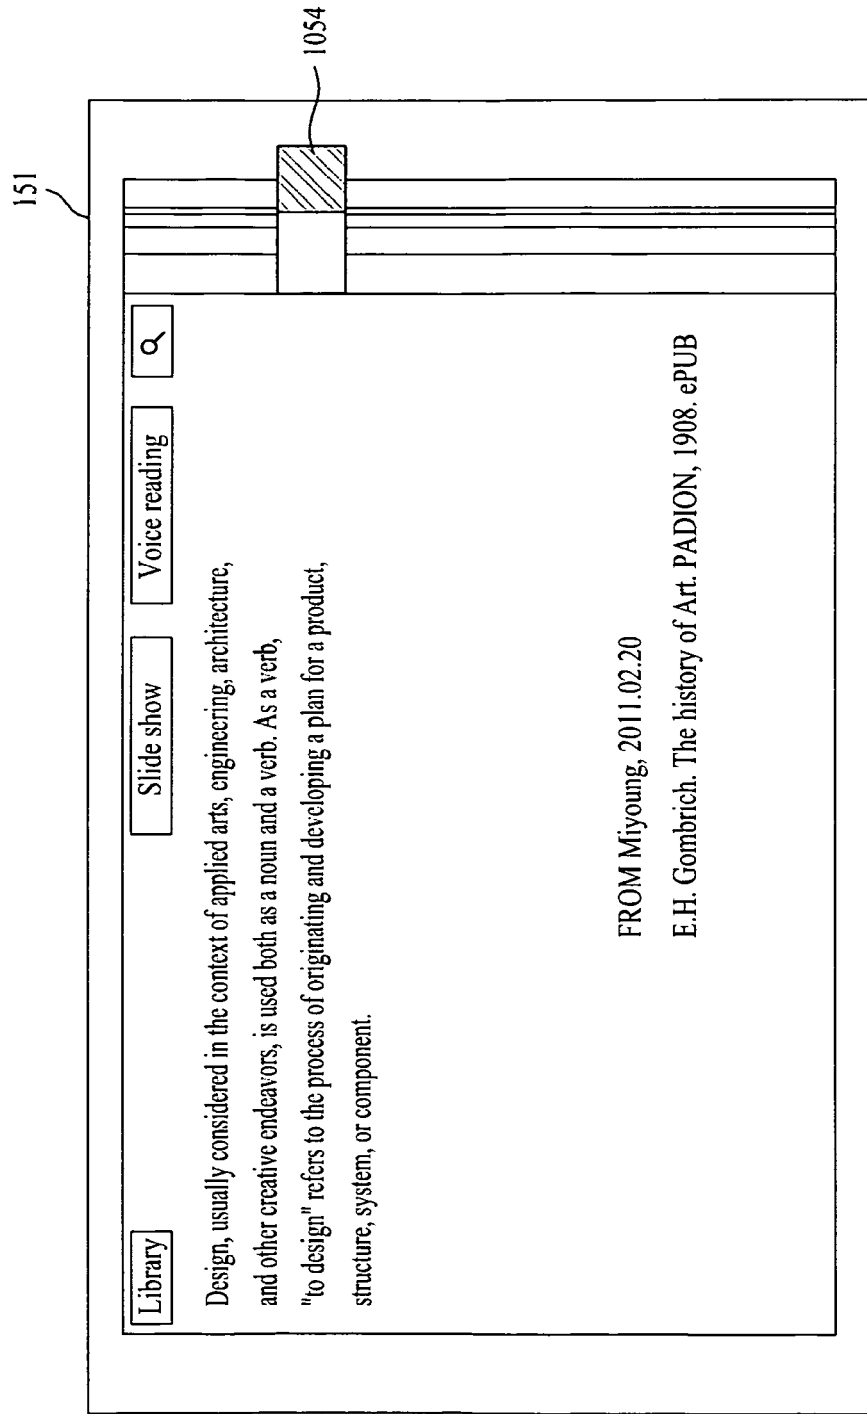 151
1054
Library
Slide show
Voice reading
Design, usually considered in the context of applied arts, engineering, architecture,
and other creative endeavors, is used both as a noun and a verb. As a verb,
"to design" refers to the process of originating and developing a plan for a product,
structure, system, or component.
FROM Miyoung, 2011.02.20
E.H. Gombrich. The history of Art. PADION, 1908. ePUB